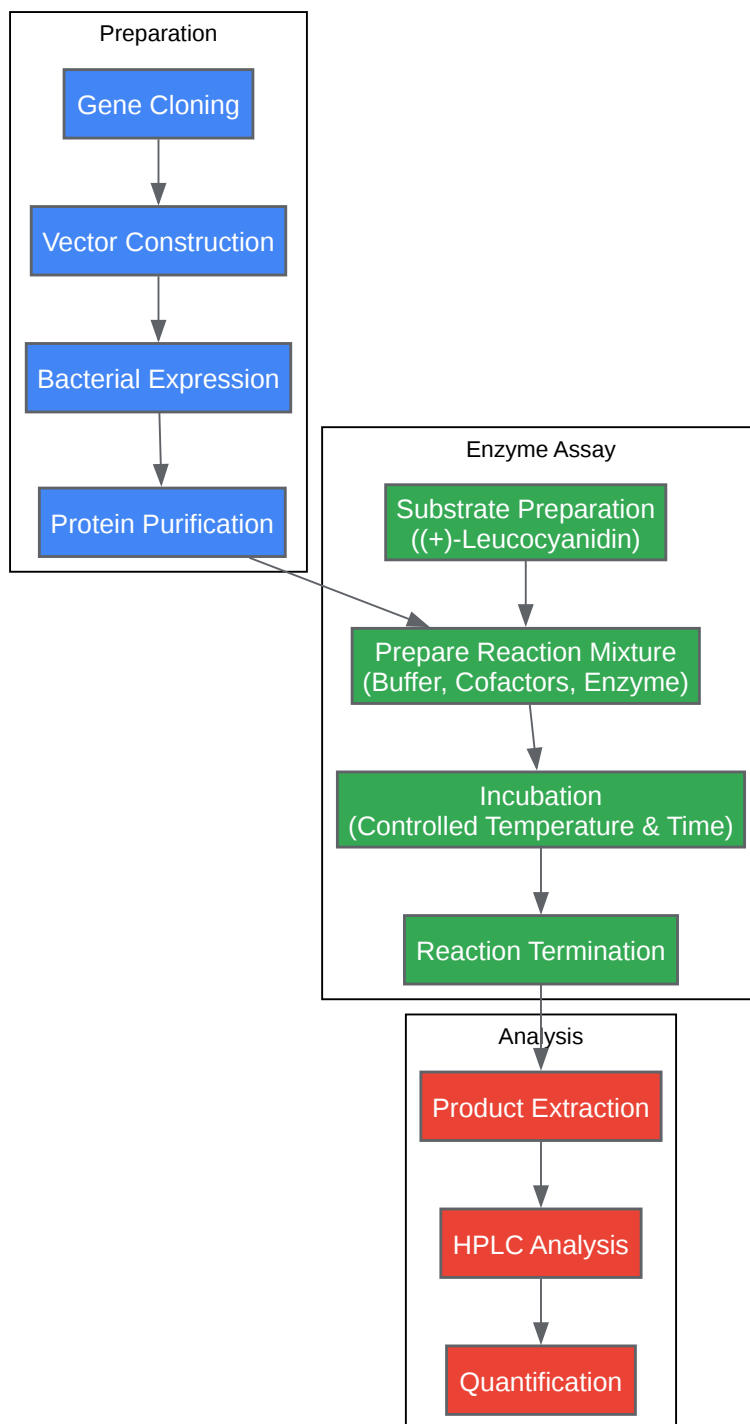 Preparation
Gene Cloning
Vector Construction
Bacterial Expression
Protein Purification
Enzyme Assay
Substrate Preparation
((+)-Leucocyanidin)
Prepare Reaction Mixture
(Buffer, Cofactors, Enzyme)
Incubation
(Controlled Temperature & Time)
Reaction Termination
Analysis
Product Extraction
HPLC Analysis
Quantification